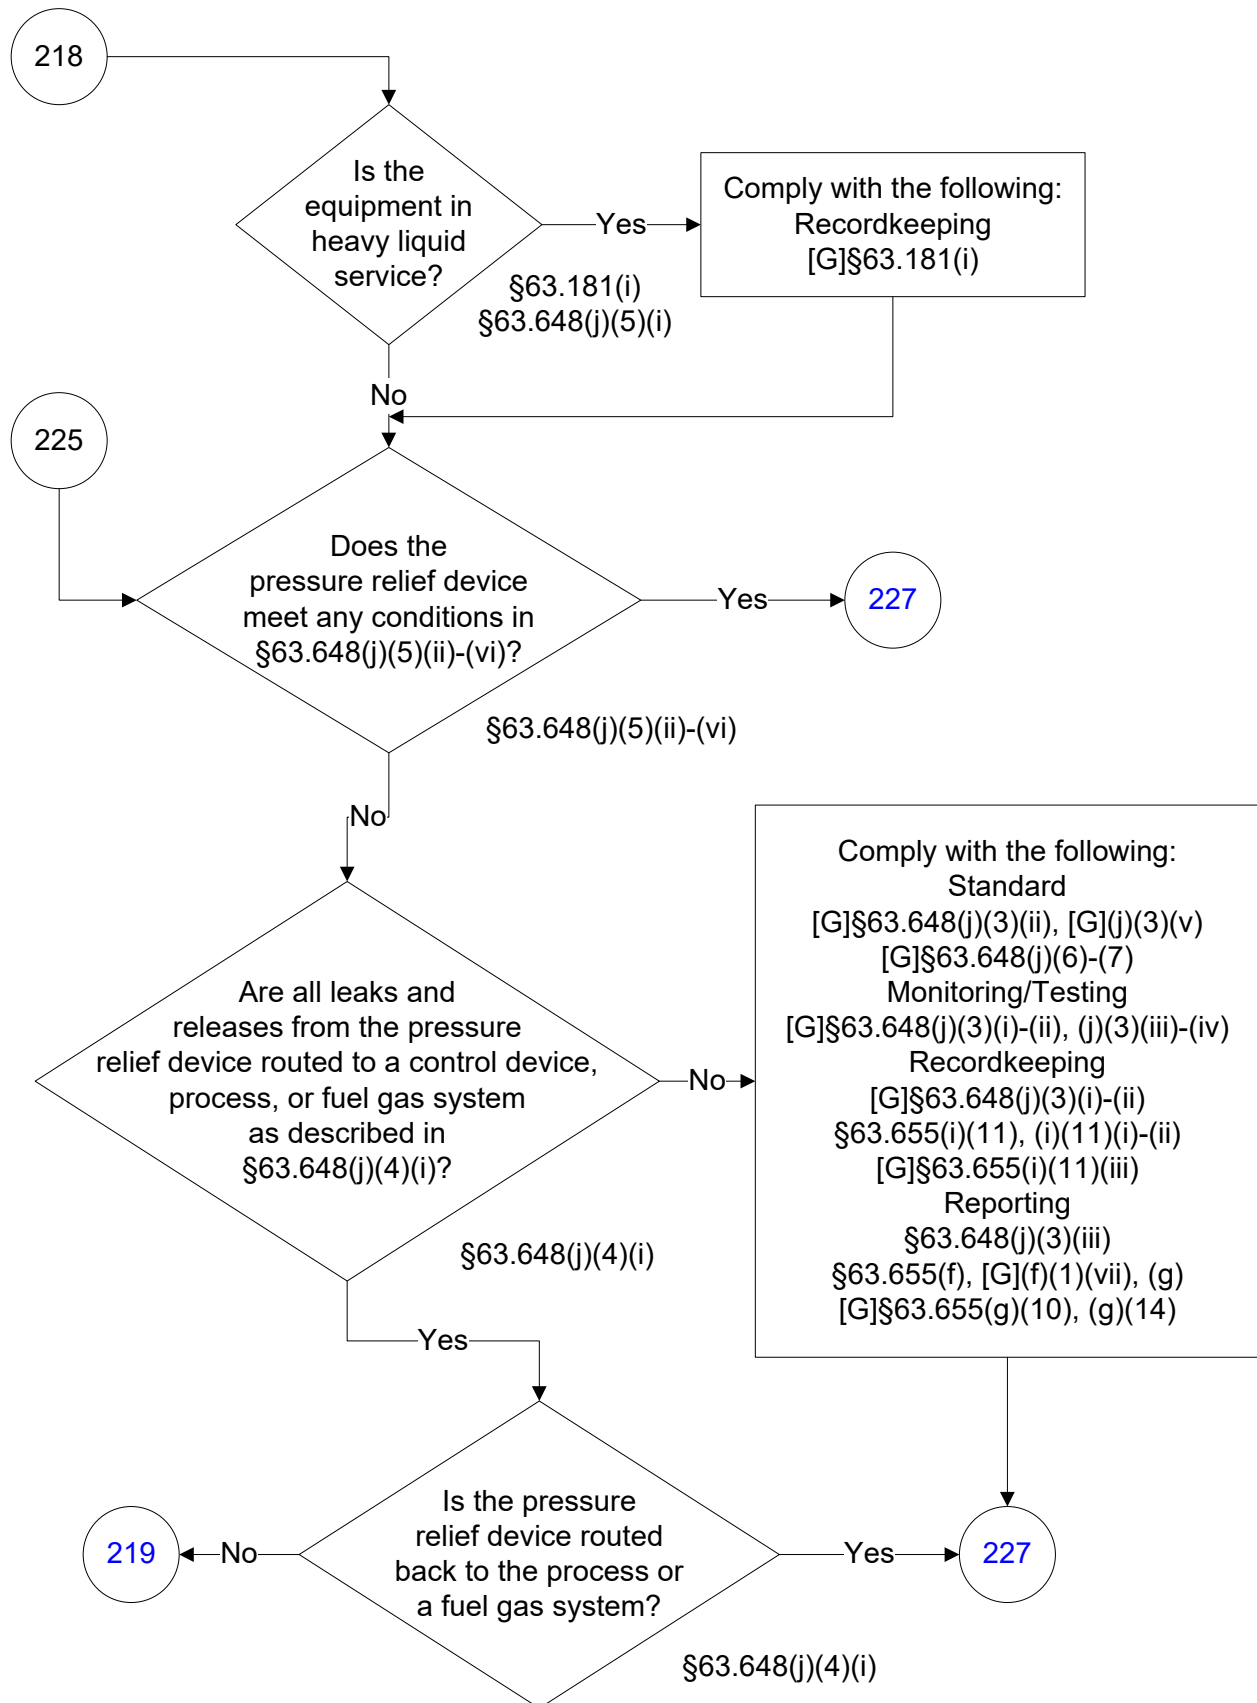 218
Is the
equipment in
heavy liquid
service?
Yes
§63.181(i)
§63.648(j)(5)(i)
Comply with the following:
Recordkeeping
[G]§63.181(i)
No
225
Does the
pressure relief device
meet any conditions in
§63.648(j)(5)(ii)-(vi)?
Yes
227
§63.648(j)(5)(ii)-(vi)
No
Are all leaks and
releases from the pressure
relief device routed to a control device,
process, or fuel gas system
as described in
§63.648(j)(4)(i)?
No
§63.648(j)(4)(i)
Comply with the following:
Standard
[G]§63.648(j)(3)(ii), [G](j)(3)(v)
[G]§63.648(j)(6)-(7)
Monitoring/Testing
[G]§63.648(j)(3)(i)-(ii), (j)(3)(iii)-(iv)
Recordkeeping
[G]§63.648(j)(3)(i)-(ii)
§63.655(i)(11), (i)(11)(i)-(ii)
[G]§63.655(i)(11)(iii)
Reporting
§63.648(j)(3)(iii)
§63.655(f), [G](f)(1)(vii), (g)
[G]§63.655(g)(10), (g)(14)
Yes
219
No
Is the pressure
relief device routed
back to the process or
a fuel gas system?
Yes
227
§63.648(j)(4)(i)